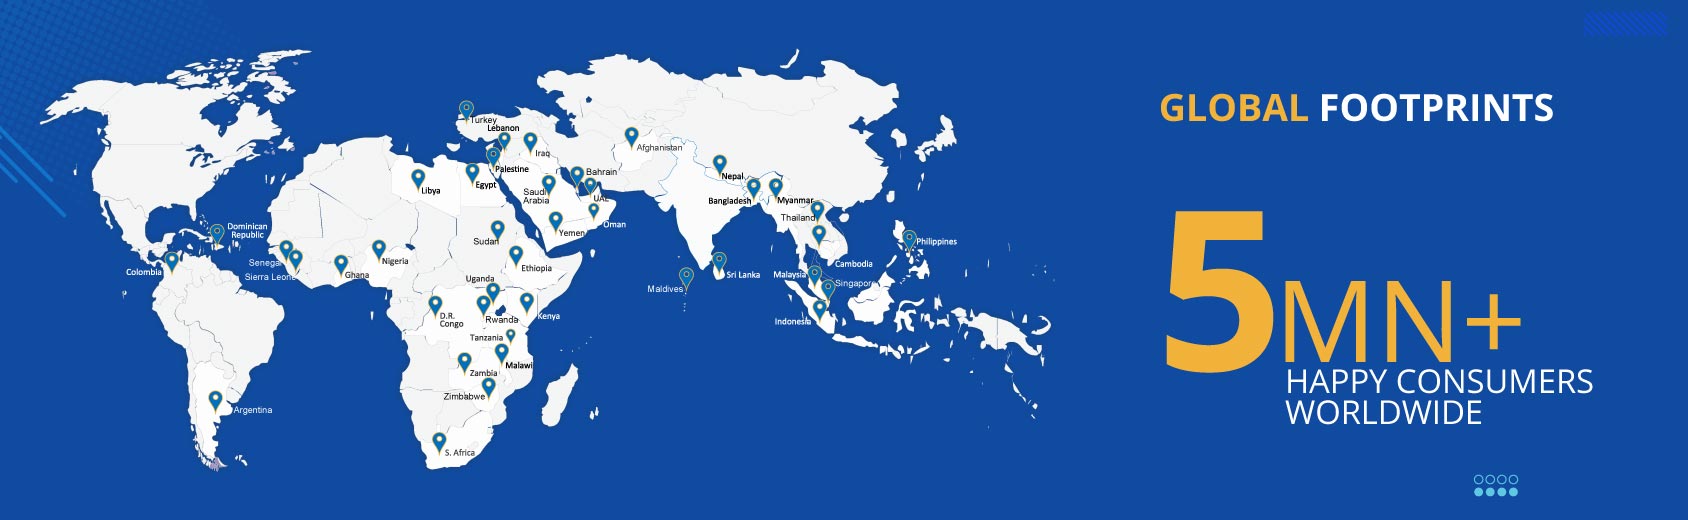 GLOBAL FOOTPRINTS
5 MN+
HAPPY CONSUMERS
WORLDWIDE
Turkey
Lebanon
Iraq
Palestine
Egypt
Libya
Saudi
Arabia
Bahrain
UAE
Oman
Yemen
Afghanistan
Nepal
Bangladesh
Myanmar
Thailand
Cambodia
Philippines
Sri Lanka
Maldives
Malaysia
Singapore
Indonesia
Dominican
Republic
Colombia
Argentina
Senegal
Sierra Leone
Ghana
Nigeria
Sudan
Ethiopia
Uganda
Kenya
Rwanda
D.R.
Congo
Tanzania
Malawi
Zambia
Zimbabwe
S. Africa